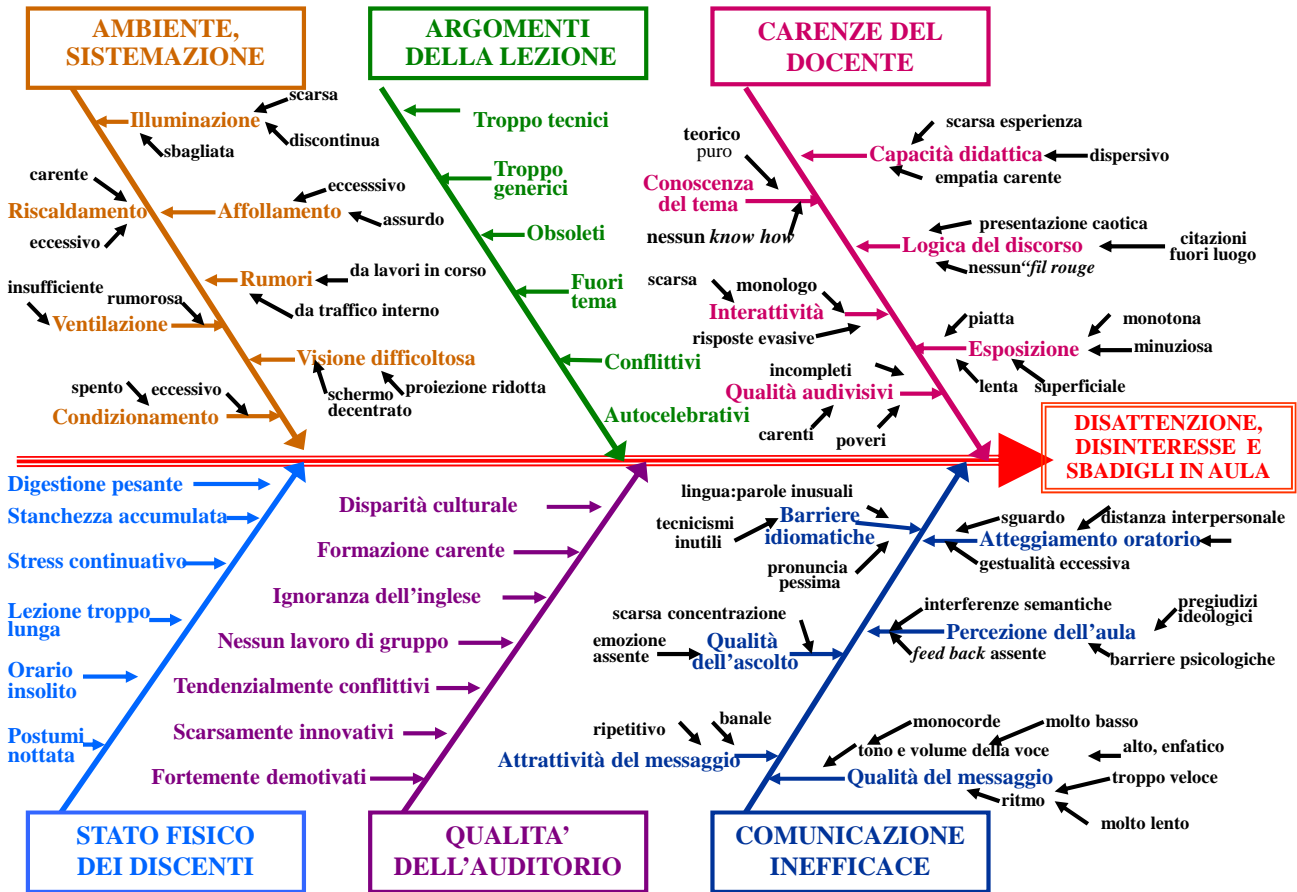 AMBIENTE,
SISTEMAZIONE
ARGOMENTI
DELLA LEZIONE
CARENZE DEL
DOCENTE
scarsa
Illuminazione
discontinua
sbagliata
carente
Riscaldamento
eccessivo
ecccesssivo
Affollamento
assurdo
Rumori
da lavori in corso
da traffico interno
insufficiente
rumorosa
Ventilazione
Visione difficoltosa
schermo
decentrato
proiezione ridotta
spento
eccessivo
Condizionamento
Troppo tecnici
Troppo
generici
Obsoleti
Fuori
tema
Conflittivi
Autocelebrativi
teorico
puro
Conoscenza
del tema
nessun know how
scarsa esperienza
Capacità didattica
dispersivo
empatia carente
presentazione caotica
Logica del discorso
citazioni
fuori luogo
nessun“fil rouge
scarsa
monologo
Interattività
risposte evasive
piatta
monotona
Esposizione
minuziosa
lenta
superficiale
incompleti
Qualità audivisivi
carenti
poveri
DISATTENZIONE,
DISINTERESSE E
SBADIGLI IN AULA
Digestione pesante
Stanchezza accumulata
Stress continuativo
Lezione troppo
lunga
Orario
insolito
Postumi
nottata
Disparità culturale
Formazione carente
Ignoranza dell’inglese
Nessun lavoro di gruppo
Tendenzialmente conflittivi
Scarsamente innovativi
Fortemente demotivati
lingua:parole inusuali
tecnicismi
inutili
Barriere
idiomatiche
pronuncia
pessima
sguardo
distanza interpersonale
Atteggiamento oratorio
gestualità eccessiva
scarsa concentrazione
emozione
assente
Qualità
dell’ascolto
interferenze semantiche
pregiudizi
ideologici
Percezione dell’aula
feed back assente
barriere psicologiche
ripetitivo
banale
Attrattività del messaggio
monocorde
molto basso
tono e volume della voce
alto, enfatico
Qualità del messaggio
troppo veloce
ritmo
molto lento
STATO FISICO
DEI DISCENTI
QUALITA’
DELL’AUDITORIO
COMUNICAZIONE
INEFFICACE